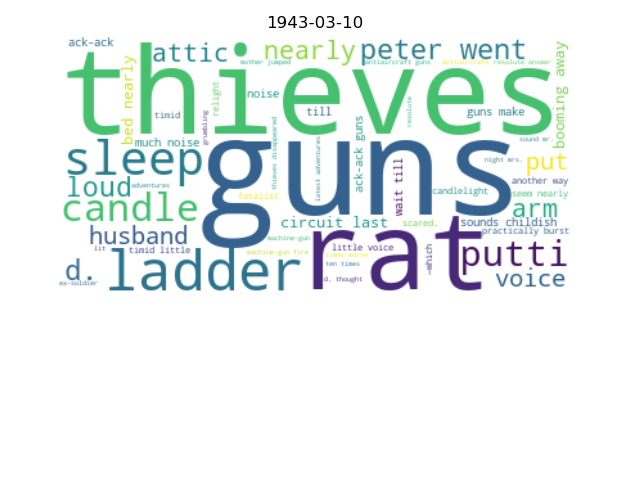 1943-03-10
ack-ack
attic
nearly
peter went
mother jumped
antiaircraft guns
antiaircraft
resolute answer
thieves
bed nearly
relight
noise
timid
grumbling
till
resolute
guns make
booming away
much noise
sleep
guns
thieves disappeared
latest adventures
ack-ack guns
wait till
sound mr.
night mrs.
put
another way
loud
adventures
fatalist
candlelight
seem nearly
candle
arm
circuit last
scared.
sounds childish
practically burst
husband
machine-gun
rat
timid little
lit
little voice
machine-gun fire
times worse
ten times
-which
putti
d.
ladder
d. thought
voice
ex-soldier